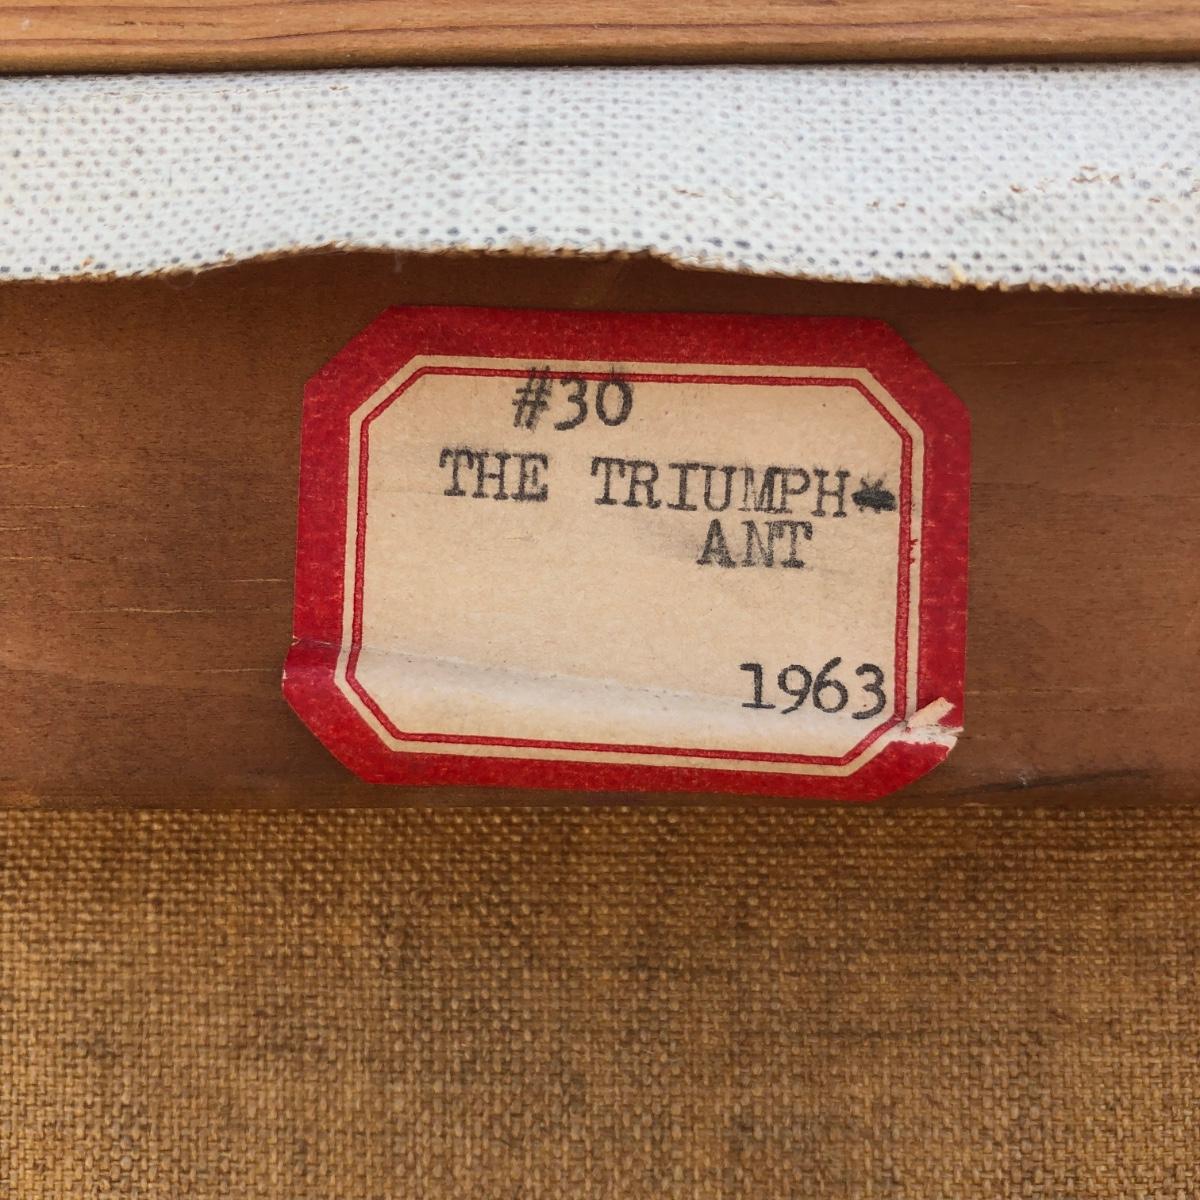 #30
THE TRIUMPH-
ANT
1963